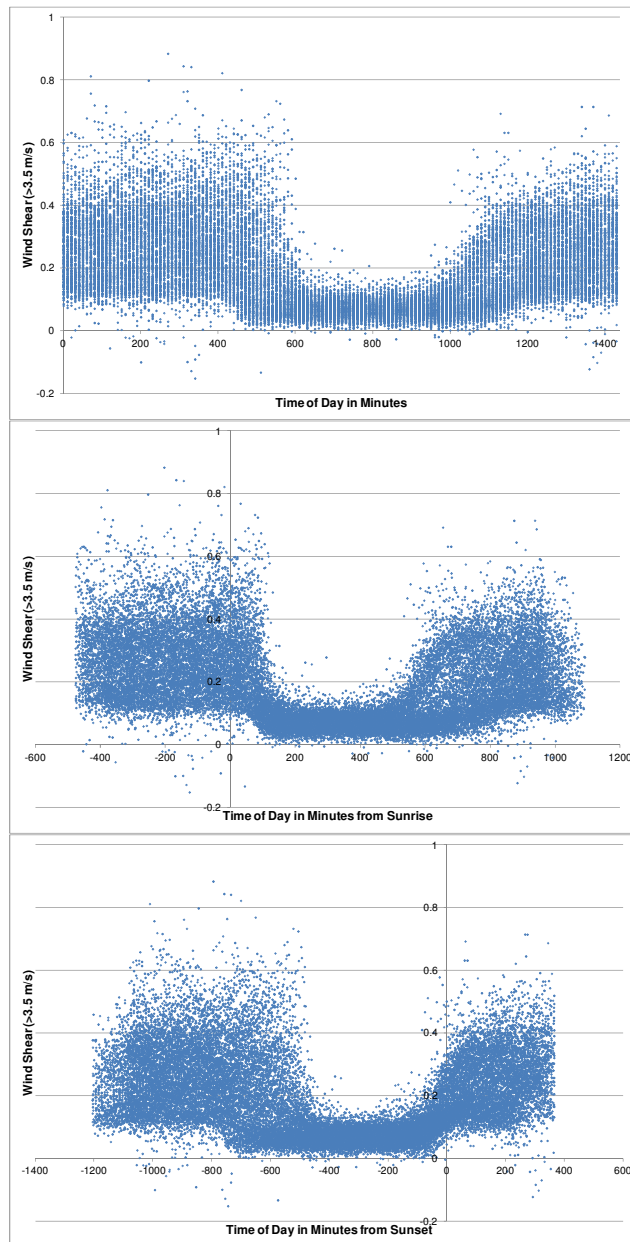 1
0.8
0.6
0.4
0.2
0
-0.2
0 200 400 600 800 1000 1200 1400
Wind Shear (>3.5 m/s)
Time of Day in Minutes
1
0.8
0.6
0.4
0.2
0
-0.2
-600 -400 -200 0 200 400 600 800 1000 1200
Wind Shear (>3.5 m/s)
Time of Day in Minutes from Sunrise
1
0.8
0.6
0.4
0.2
0
-0.2
-1400 -1200 -1000 -800 -600 -400 -200 0 200 400 600
Wind Shear (>3.5 m/s)
Time of Day in Minutes from Sunset